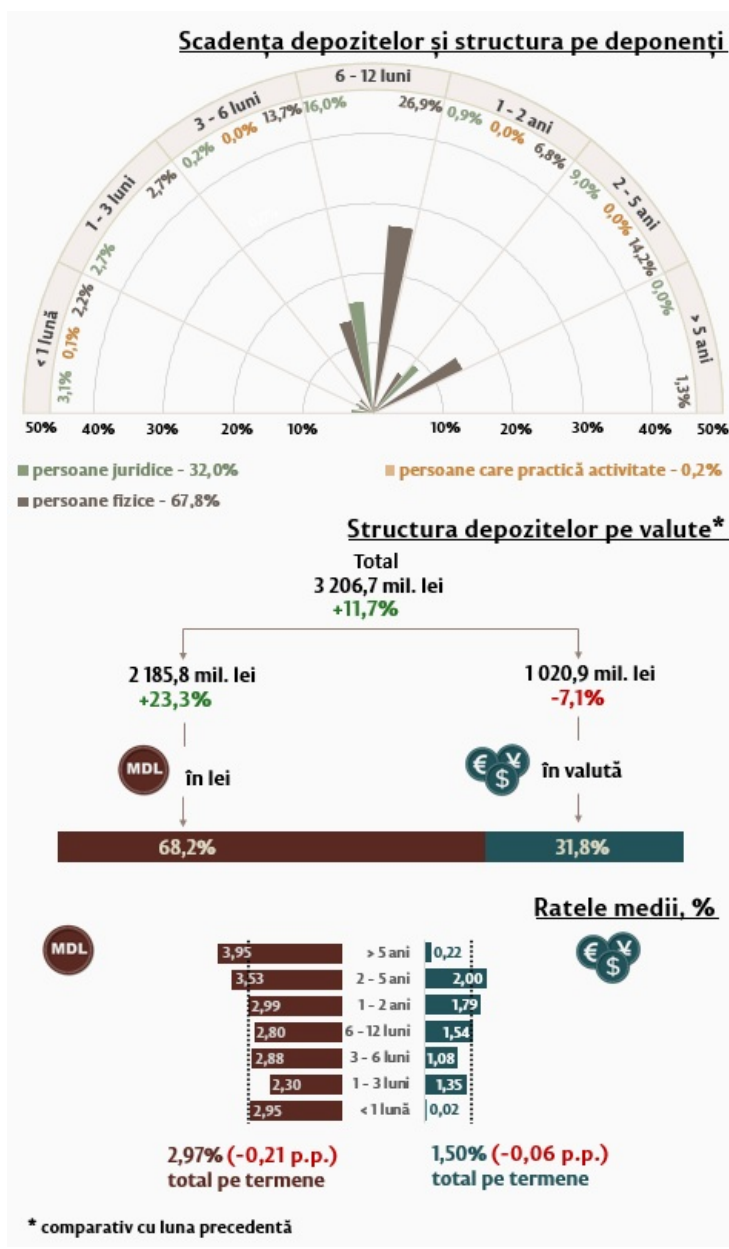 Scadența depozitelor și structura pe deponenți
6 - 12 luni
3 - 6 luni
1 - 2 ani
1 - 3 luni
2 - 5 ani
< 1 lună
> 5 ani
3,1%
0,1%
2,2%
2,7%
2,7%
0,2%
0,0%
13,7%
16,0%
26,9%
0,9%
0,0%
6,8%
9,0%
0,0%
14,2%
0,0%
1,3%
50% 40% 30% 20% 10% 10% 20% 30% 40% 50%
persoane juridice - 32,0%
persoane care practică activitate - 0,2%
persoane fizice - 67,8%
Structura depozitelor pe valute*
Total
3 206,7 mil. lei
+11,7%
2 185,8 mil. lei
1 020,9 mil. lei
+23,3%
-7,1%
MDL
în lei
€ ¥ $
în valută
68,2%
31,8%
Ratele medii, %
MDL
€ ¥ $
3,95 > 5 ani 0,22
3,53 2 - 5 ani 2,00
2,99 1 - 2 ani 1,79
2,80 6 - 12 luni 1,54
2,88 3 - 6 luni 1,08
2,30 1 - 3 luni 1,35
2,95 < 1 lună 0,02
2,97% (-0,21 p.p.)
total pe termene
1,50% (-0,06 p.p.)
total pe termene
* comparativ cu luna precedentă